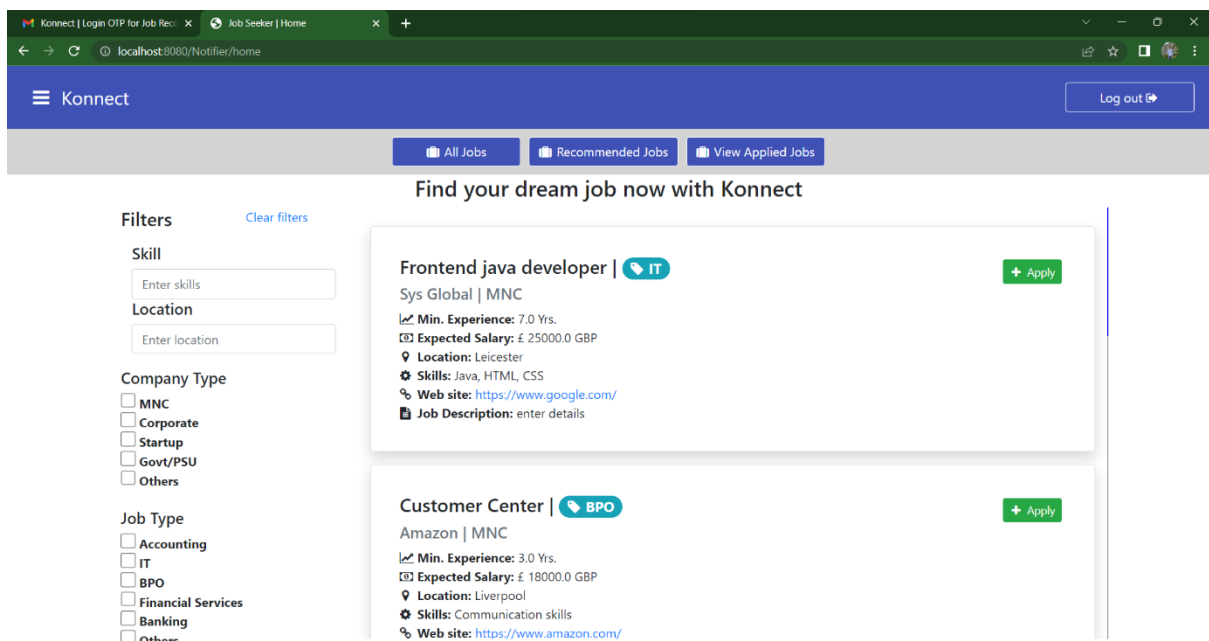 Konnect | Login OTP for Job Rec
Job Seeker | Home
localhost:8080/Notifier/home
Konnect
Log out
All Jobs
Recommended Jobs
View Applied Jobs
Find your dream job now with Konnect
Filters
Clear filters
Skill
Enter skills
Location
Enter location
Company Type
MNC
Corporate
Startup
Govt/PSU
Others
Job Type
Accounting
IT
BPO
Financial Services
Banking
Others
Frontend java developer | IT
Apply
Sys Global | MNC
Min. Experience: 7.0 Yrs.
Expected Salary: £ 25000.0 GBP
Location: Leicester
Skills: Java, HTML, CSS
Web site: https://www.google.com/
Job Description: enter details
Customer Center | BPO
Apply
Amazon | MNC
Min. Experience: 3.0 Yrs.
Expected Salary: £ 18000.0 GBP
Location: Liverpool
Skills: Communication skills
Web site: https://www.amazon.com/